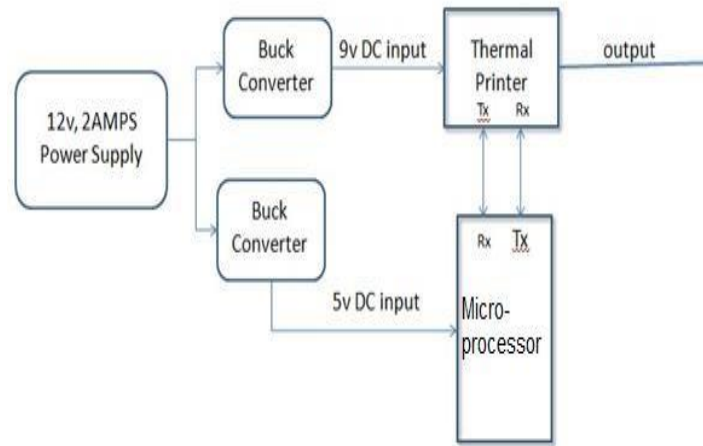 12v, 2AMPS
Power Supply
Buck
Converter
9v DC input
Thermal
Printer
Tx Rx
output
Buck
Converter
5v DC input
Rx Tx
Micro-
processor